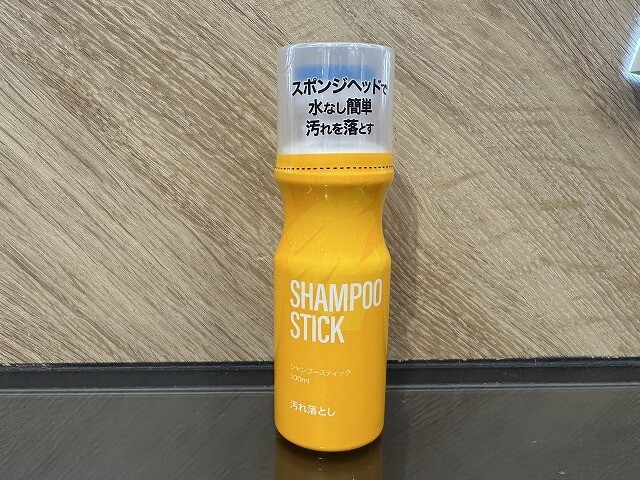 スポンジヘッドで
水なし簡単
汚れを落とす
SHAMPOO
STICK
シャンプースティック
100ml
汚れ落とし